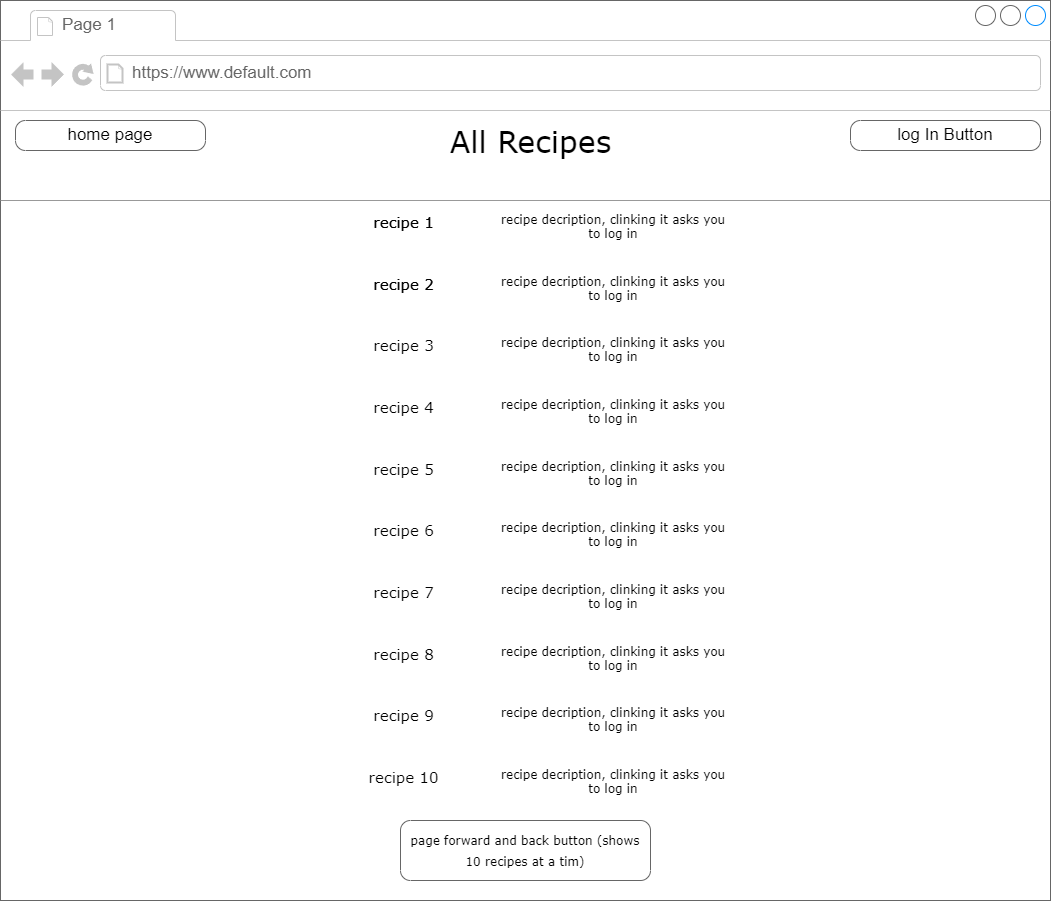 Page 1
https://www.default.com
home page
All Recipes
log In Button
recipe 1
recipe decription, clinking it asks you
to log in
recipe 2
recipe decription, clinking it asks you
to log in
recipe 3
recipe decription, clinking it asks you
to log in
recipe 4
recipe decription, clinking it asks you
to log in
recipe 5
recipe decription, clinking it asks you
to log in
recipe 6
recipe decription, clinking it asks you
to log in
recipe 7
recipe decription, clinking it asks you
to log in
recipe 8
recipe decription, clinking it asks you
to log in
recipe 9
recipe decription, clinking it asks you
to log in
recipe 10
recipe decription, clinking it asks you
to log in
page forward and back button (shows
10 recipes at a tim)